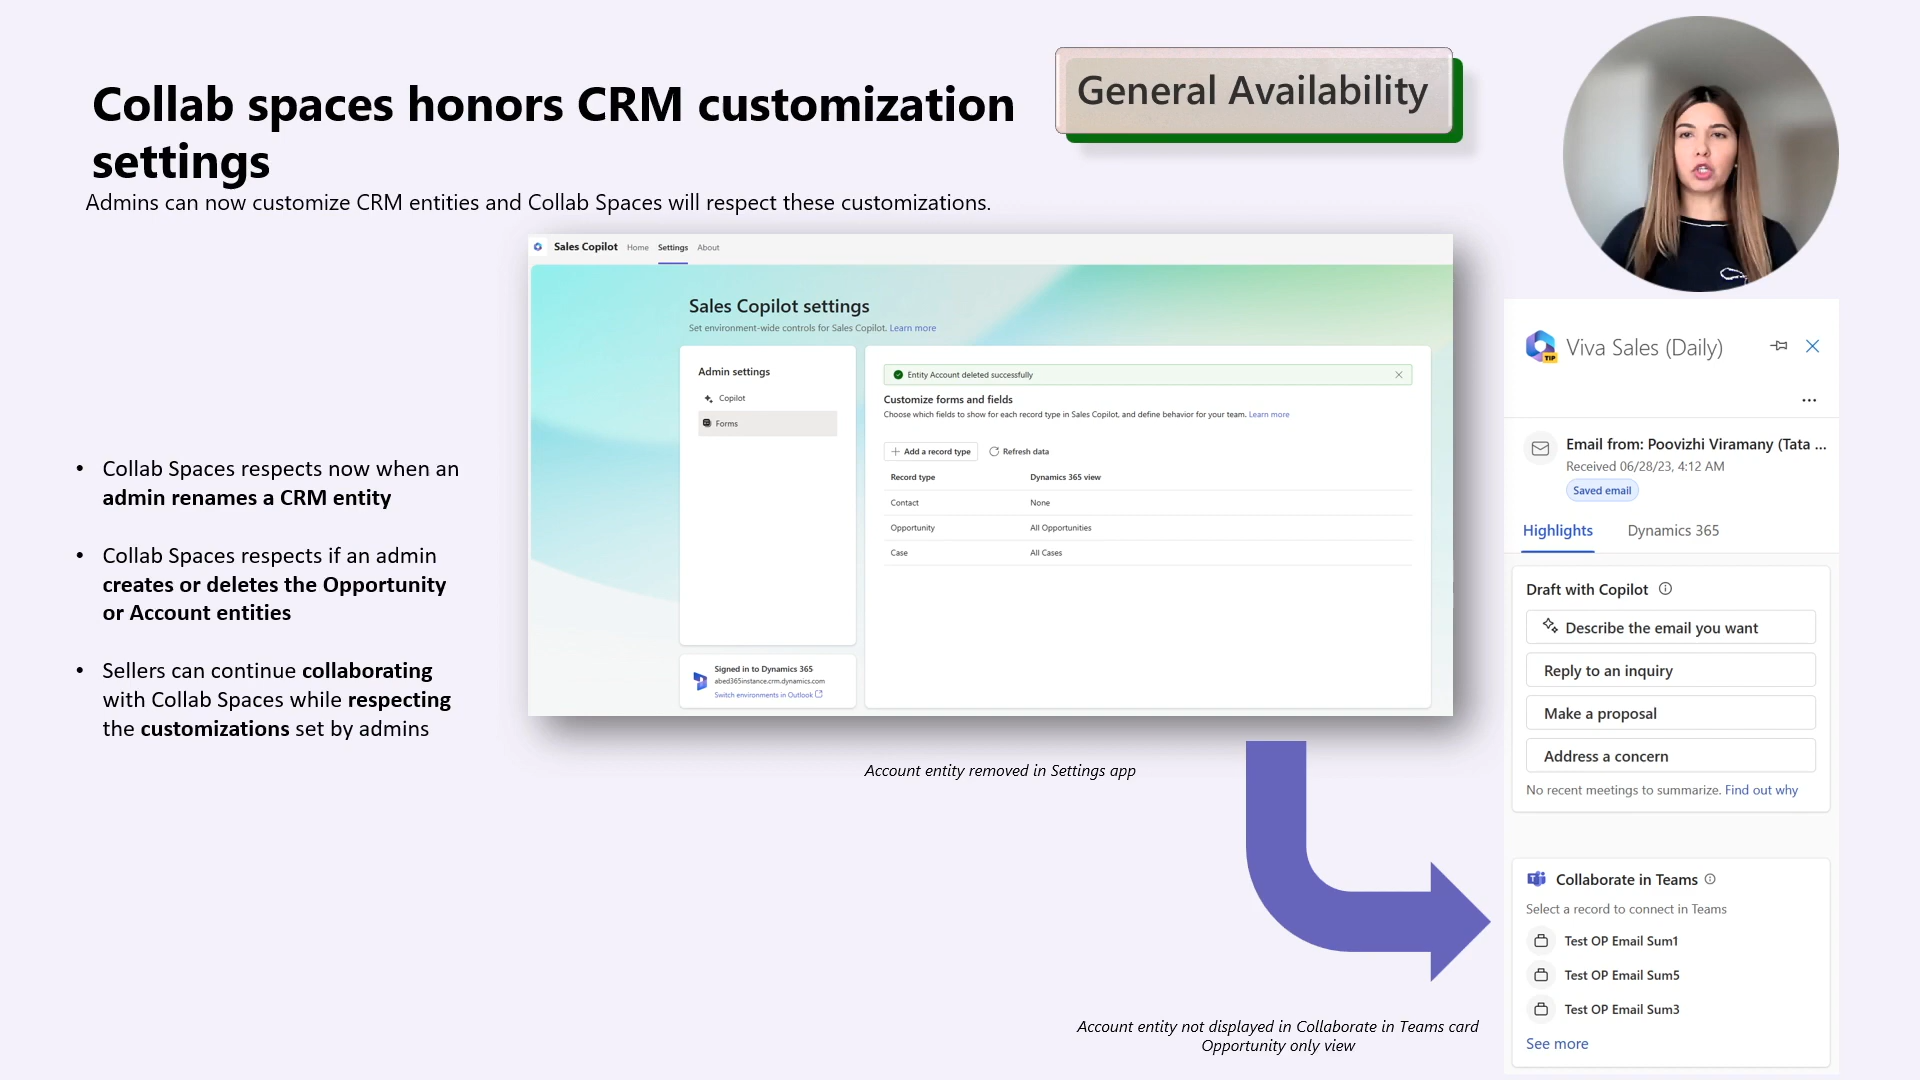 Collab spaces honors CRM customization
settings
General Availability
Admins can now customize CRM entities and Collab Spaces will respect these customizations.
• Collab Spaces respects now when an
admin renames a CRM entity
• Collab Spaces respects if an admin
creates or deletes the Opportunity
or Account entities
• Sellers can continue collaborating
with Collab Spaces while respecting
the customizations set by admins
Sales Copilot Home Settings About
Sales Copilot settings
Set environment-wide controls for Sales Copilot. Learn more
Admin settings
Copilot
Forms
Signed in to Dynamics 365
abed365instance.crm.dynamics.com
Switch environments in Outlook
Entity Account deleted successfully
Customize forms and fields
Choose which fields to show for each record type in Sales Copilot, and define behavior for your team. Learn more
+ Add a record type Refresh data
Record type Dynamics 365 view
Contact None
Opportunity All Opportunities
Case All Cases
Account entity removed in Settings app
Viva Sales (Daily)
TIP
...
Email from: Poovizhi Viramany (Tata ...
Received 06/28/23, 4:12 AM
Saved email
Highlights Dynamics 365
Draft with Copilot
Describe the email you want
Reply to an inquiry
Make a proposal
Address a concern
No recent meetings to summarize. Find out why
Collaborate in Teams
Select a record to connect in Teams
Test OP Email Sum1
Test OP Email Sum5
Test OP Email Sum3
See more
Account entity not displayed in Collaborate in Teams card
Opportunity only view